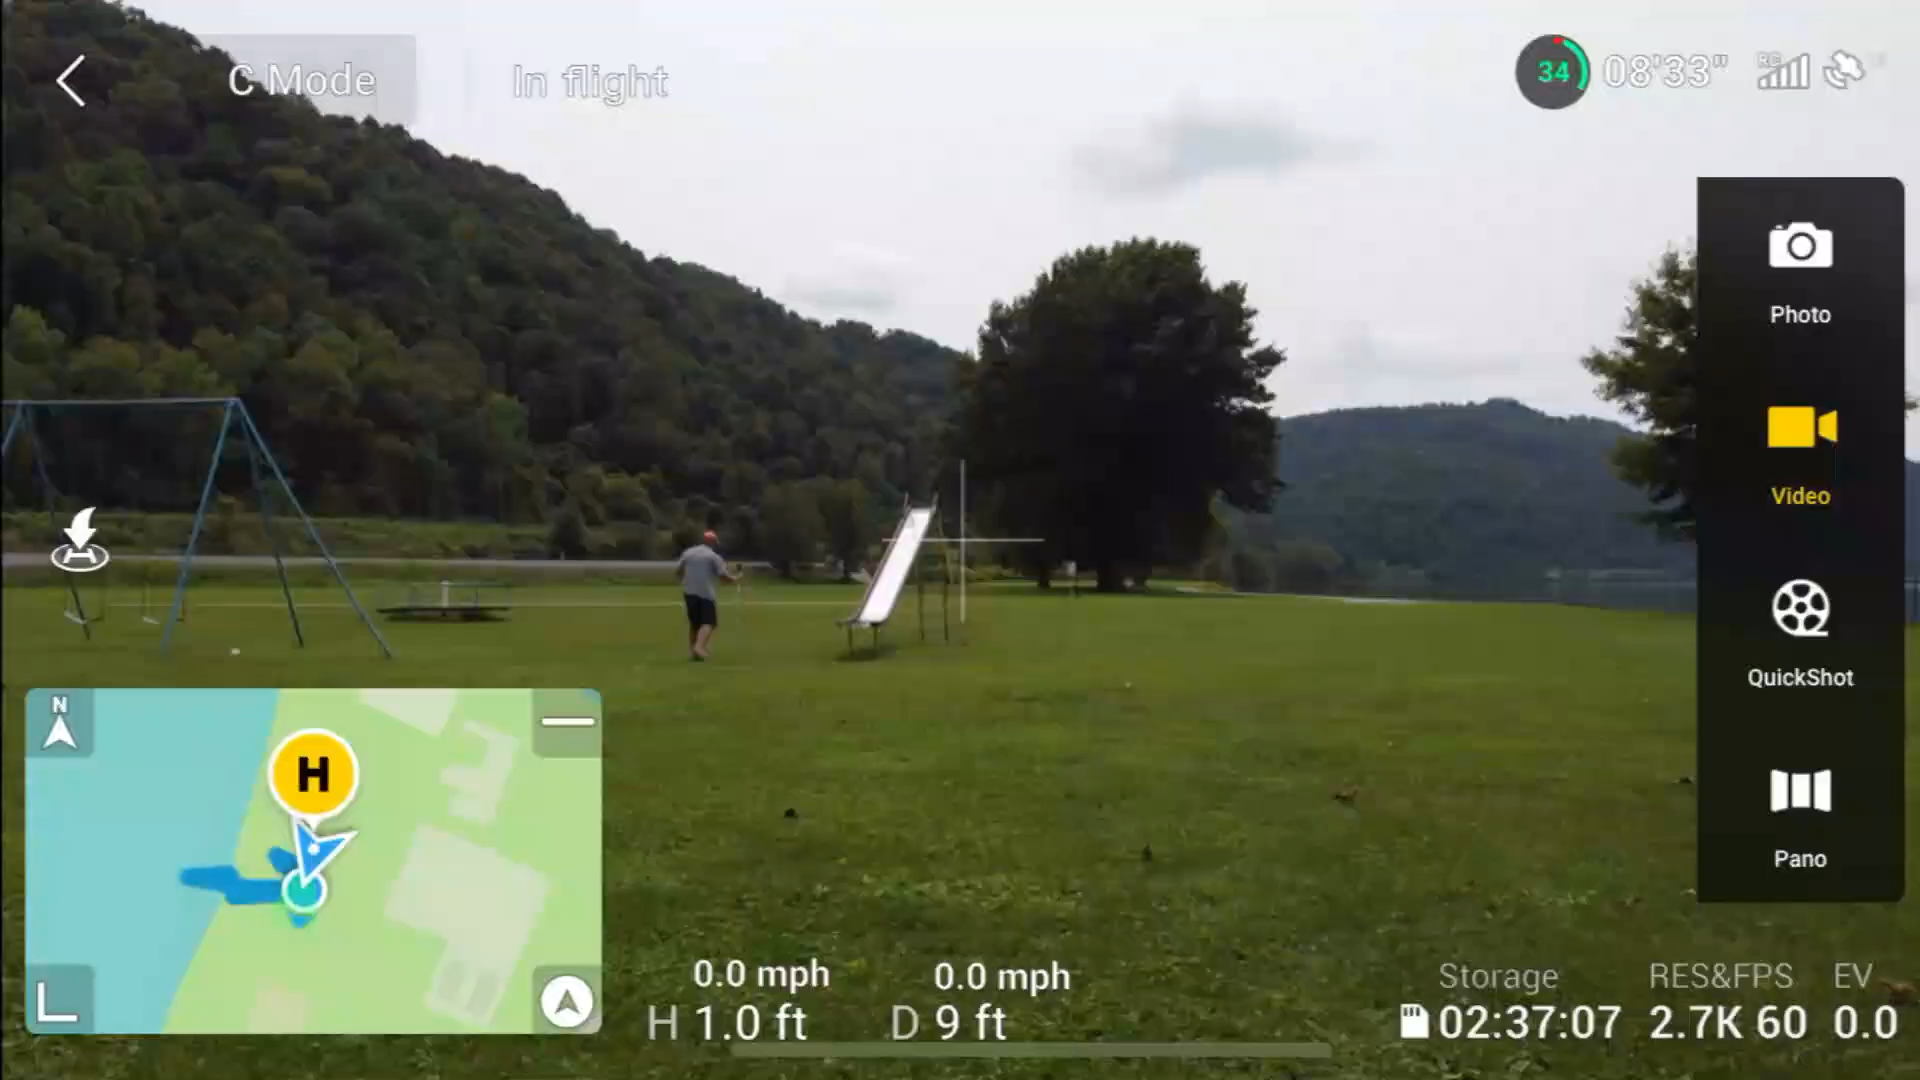 C Mode
In flight
34
08'33"
RC
Photo
Video
QuickShot
Pano
N
H
0.0 mph
0.0 mph
H 1.0 ft
D 9 ft
Storage
RES&FPS
EV
02:37:07
2.7K 60
0.0